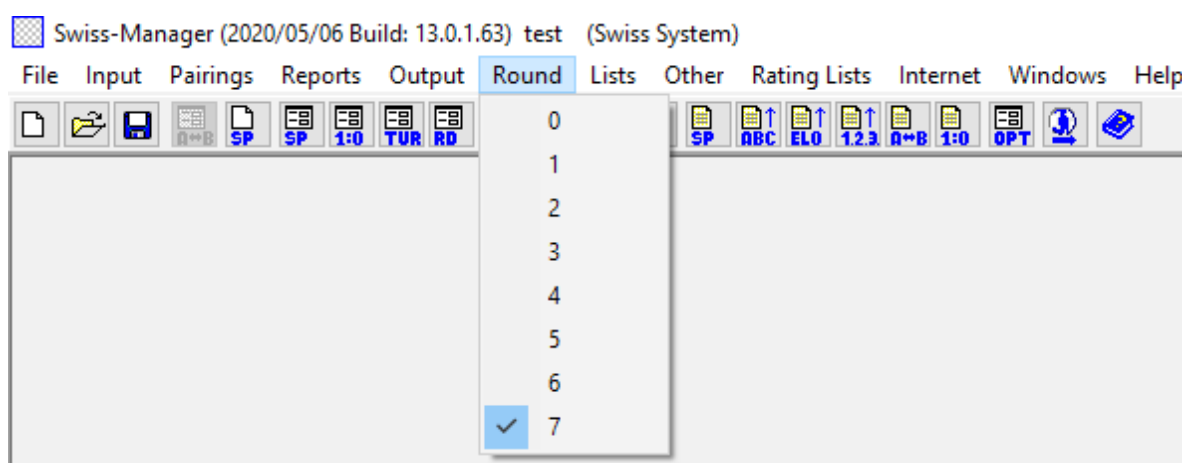 Swiss-Manager (2020/05/06 Build: 13.0.1.63) test (Swiss System)
File Input Pairings Reports Output Round Lists Other Rating Lists Internet Windows Help
A↔B SP SP 1:0 TUR RD SP ABC ELO 1.2.3. A↔B 1:0 OPT
0
1
2
3
4
5
6
7